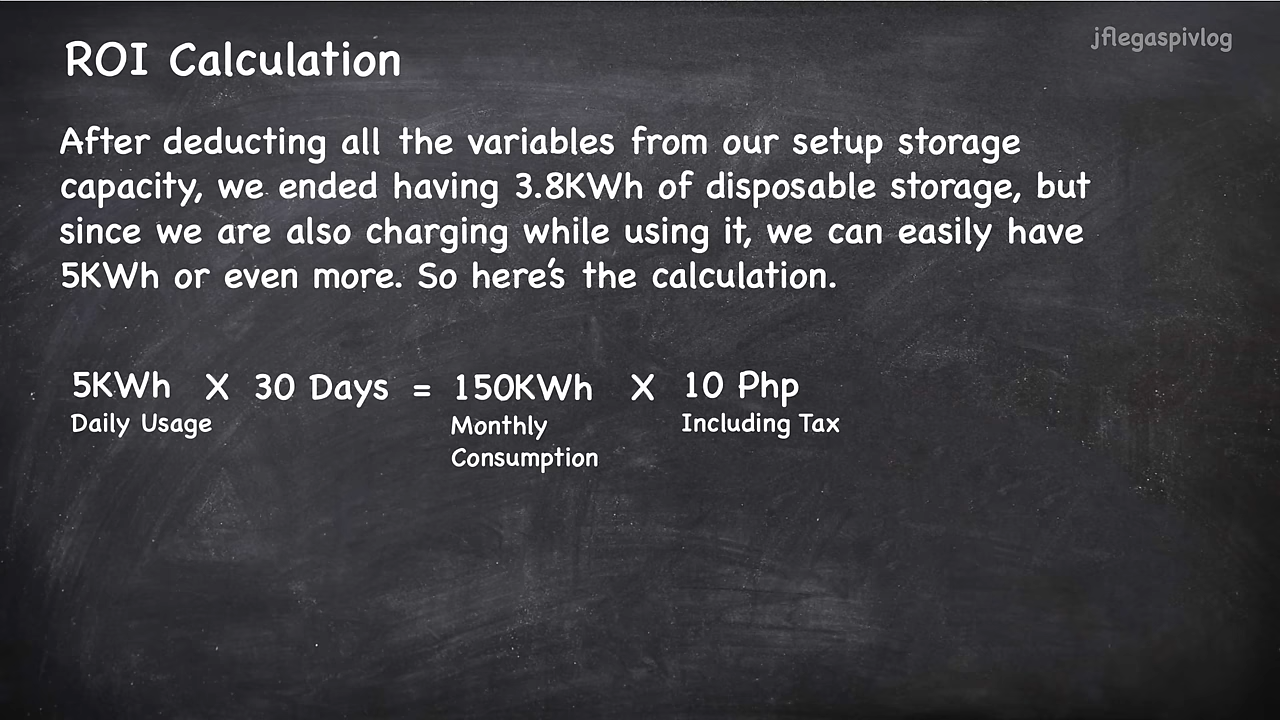 ROI Calculation
jflegaspivlog
After deducting all the variables from our setup storage
capacity, we ended having 3.8KWh of disposable storage, but
since we are also charging while using it, we can easily have
5KWh or even more. So here's the calculation.
5KWh X 30 Days = 150KWh X 10 Php
Daily Usage Monthly Including Tax
Consumption